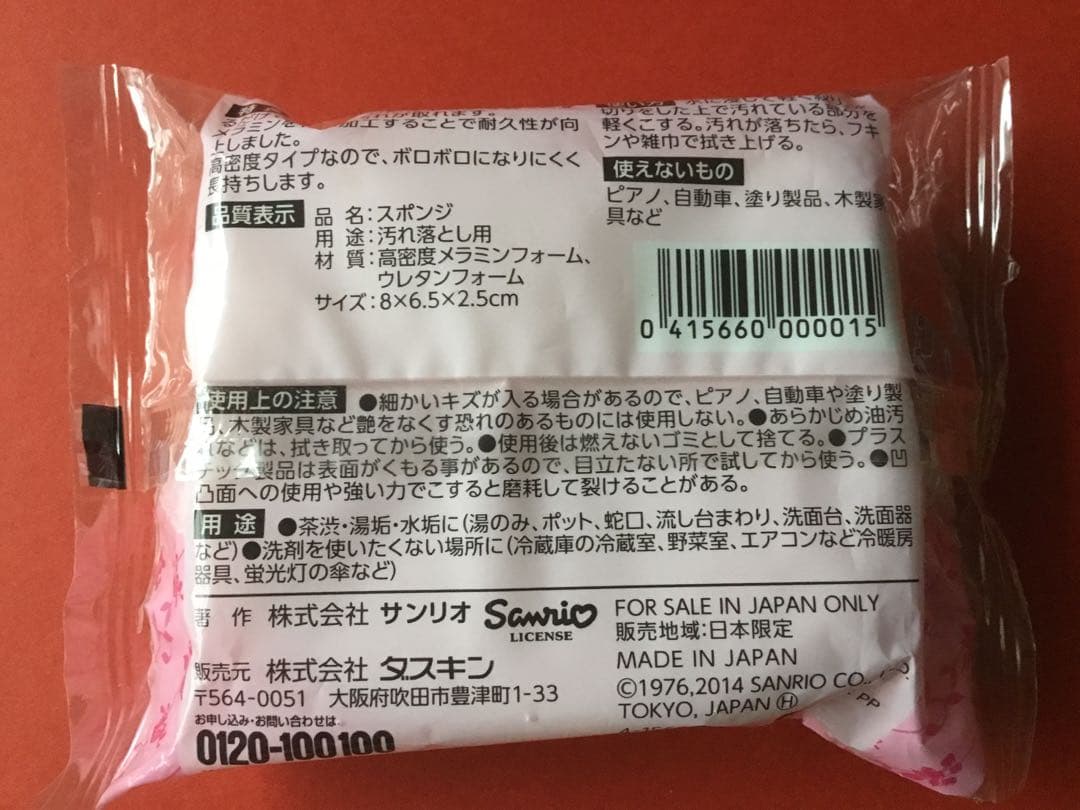 が取れます。
メラミンを 加工することで耐久性が向
上しました。
高密度タイプなので、ボロボロになりにくく
長持ちします。
品質表示
品 名：スポンジ
用 途：汚れ落とし用
材 質：高密度メラミンフォーム、
ウレタンフォーム
サイズ：8×6.5×2.5cm
切りをした上で汚れている部分を
軽くこする。汚れが落ちたら、フキ
ンや雑巾で拭き上げる。
使えないもの
ピアノ、自動車、塗り製品、木製家
具など
0 415660 000015
使用上の注意 ●細かいキズが入る場合があるので、ピアノ、自動車や塗り製
品、木製家具など艶をなくす恐れのあるものには使用しない。●あらかじめ油汚
れなどは、拭き取ってから使う。●使用後は燃えないゴミとして捨てる。●プラス
チック製品は表面がくもる事があるので、目立たない所で試してから使う。●凹
凸面への使用や強い力でこすると磨耗して裂けることがある。
用 途 ●茶渋・湯垢・水垢に(湯のみ、ポット、蛇口、流し台まわり、洗面台、洗面器
など)●洗剤を使いたくない場所に(冷蔵庫の冷蔵室、野菜室、エアコンなど冷暖房
器具、蛍光灯の傘など)
著 作 株式会社 サンリオ Sanrio
LICENSE
販売元 株式会社 ダスキン
〒564-0051 大阪府吹田市豊津町1-33
お申し込み・お問い合わせは
0120-100100
FOR SALE IN JAPAN ONLY
販売地域:日本限定
MADE IN JAPAN
©1976,2014 SANRIO CO.,
TOKYO, JAPAN Ⓗ